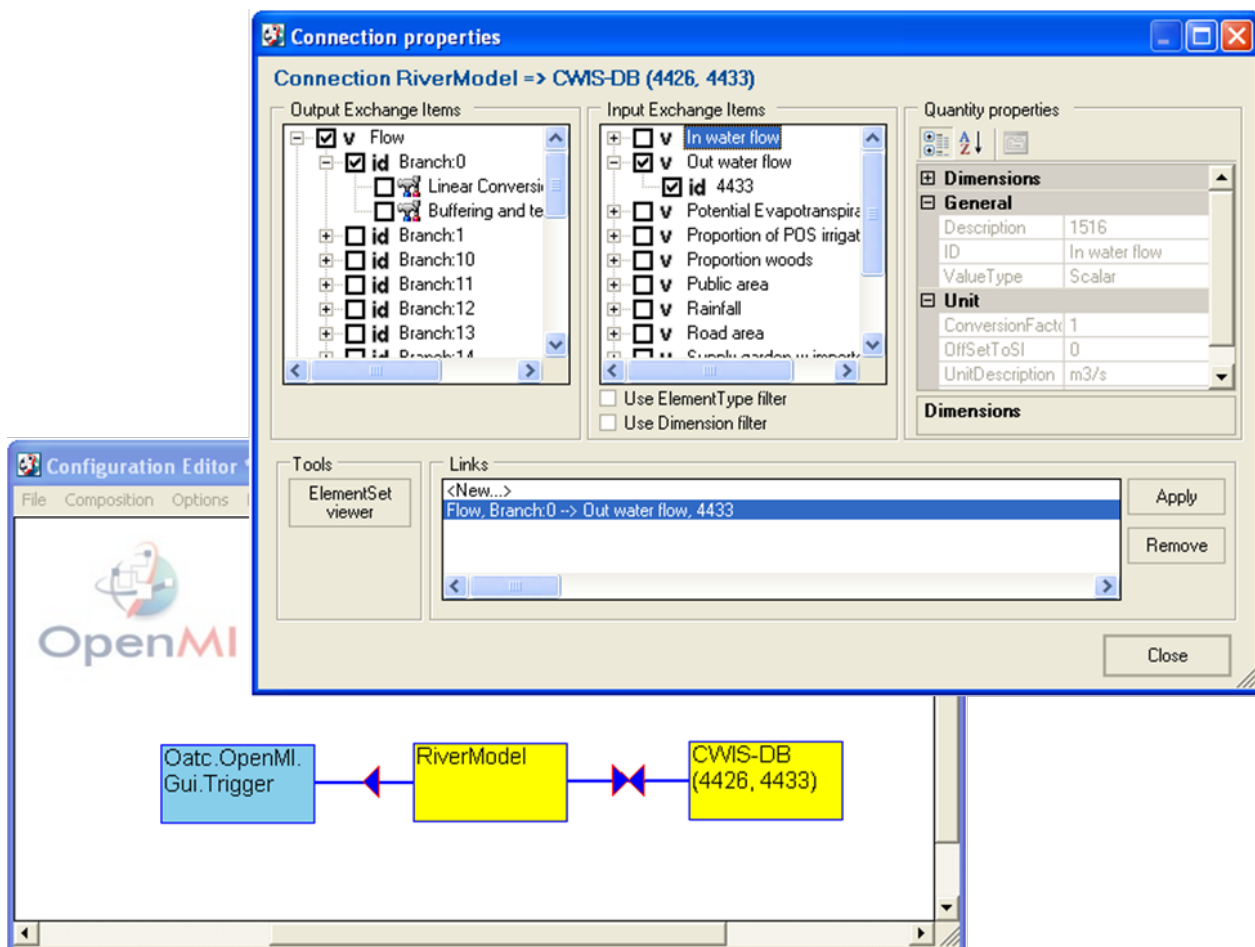 Connection properties
Connection RiverModel => CWIS-DB (4426, 4433)
Output Exchange Items
v Flow
id Branch:0
Linear Conversi
Buffering and te
id Branch:1
id Branch:10
id Branch:11
id Branch:12
id Branch:13
id Branch:14
Input Exchange Items
v In water flow
v Out water flow
id 4433
v Potential Evapotranspira
v Proportion of POS irrigat
v Proportion woods
v Public area
v Rainfall
v Road area
Supply garden w importe
Use ElementType filter
Use Dimension filter
Quantity properties
Dimensions
General
Description 1516
ID In water flow
ValueType Scalar
Unit
ConversionFacto 1
OffSetToSI 0
UnitDescription m3/s
Dimensions
Tools
ElementSet
viewer
Links
<New...>
Flow, Branch:0 --> Out water flow, 4433
Apply
Remove
Close
Configuration Editor
File Composition Options
OpenMI
Oatc.OpenMI.
Gui.Trigger
RiverModel
CWIS-DB
(4426, 4433)